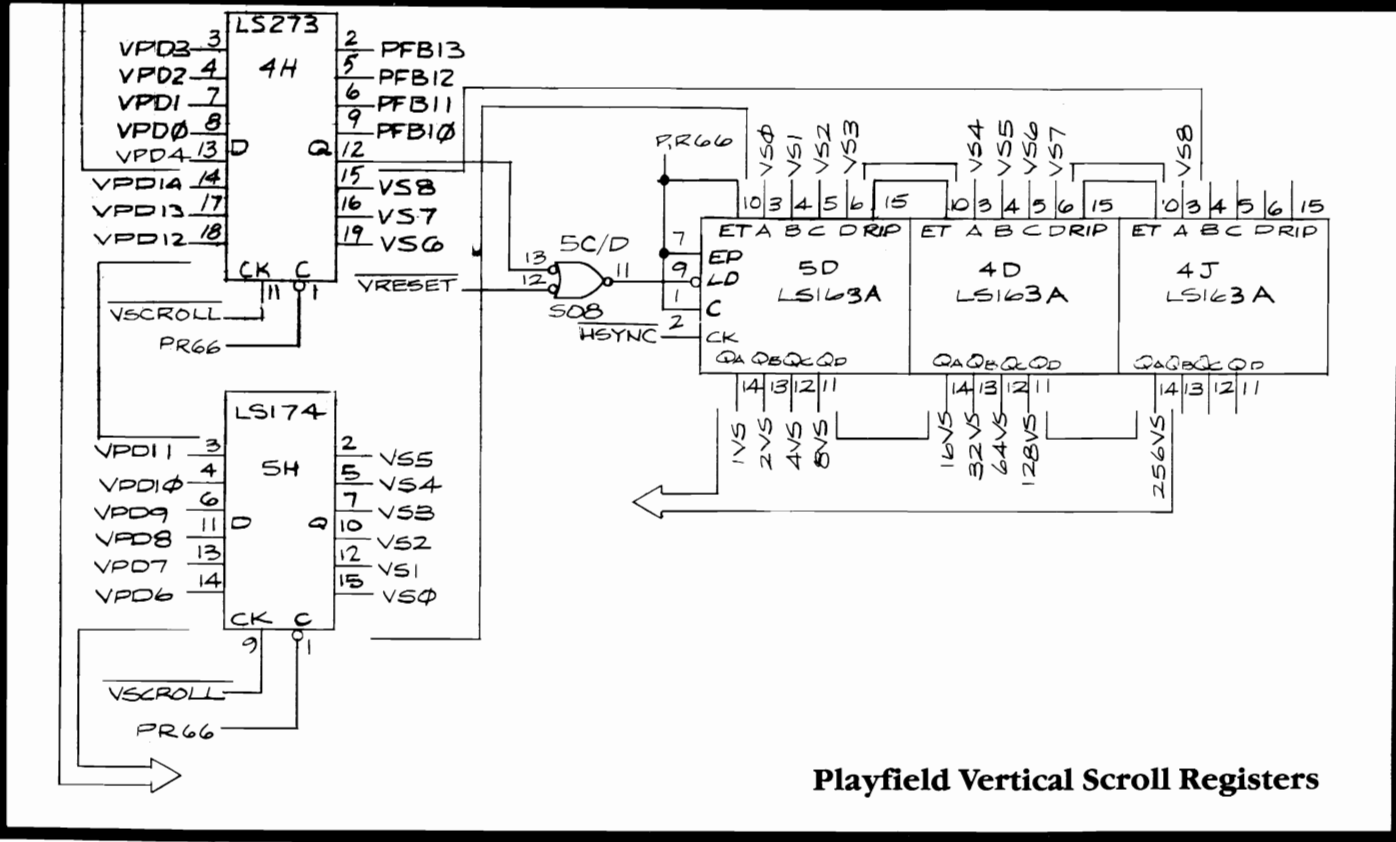 LS273
4H
VPD3 3
VPD2 4
VPD1 7
VPDØ 8
VPD4 13
VPD14 14
VPD13 17
VPD12 18
D
Q
2 PFB13
5 PFB12
6 PFB11
9 PFB1Ø
12
15 VS8
16 VS7
19 VS6
CK C
11 1
VSCROLL
PR66
LS174
5H
VPD11 3
VPD1Ø 4
VPD9 6
VPD8 11
VPD7 13
VPD6 14
D
Q
2 VS5
5 VS4
7 VS3
10 VS2
12 VS1
15 VSØ
CK C
9 1
VSCROLL
PR66
VRESET
13
12
5C/D
11
S08
HSYNC
PR66
VSØ VS1 VS2 VS3
VS4 VS5 VS6 VS7
VS8
10 3 4 5 6 15
10 3 4 5 6 15
10 3 4 5 6 15
ET A B C D RIP
ET A B C D RIP
ET A B C D RIP
7 EP
9 LD
1 C
2 CK
5D
LS163A
4D
LS163A
4J
LS163A
QA QB QC QD
QA QB QC QD
QA QB QC QD
14 13 12 11
14 13 12 11
14 13 12 11
1VS 2VS 4VS 8VS
16VS 32VS 64VS 128VS
256VS
Playfield Vertical Scroll Registers